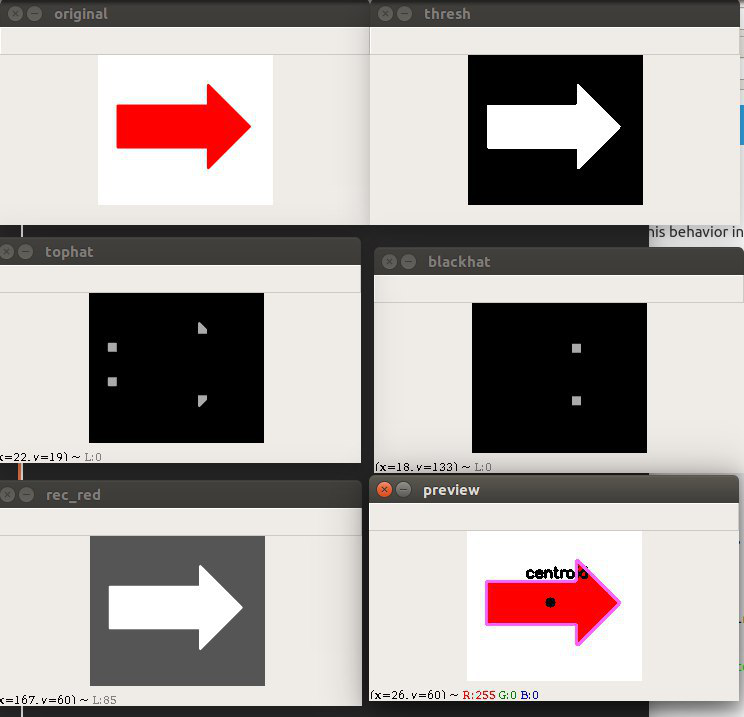 original
thresh
his behavior in
tophat
blackhat
(x=22, y=19) ~ L:0
(x=18, y=133) ~ L:0
rec_red
preview
centro
(x=167, y=60) ~ L:85
(x=26, y=60) ~ R:255 G:0 B:0